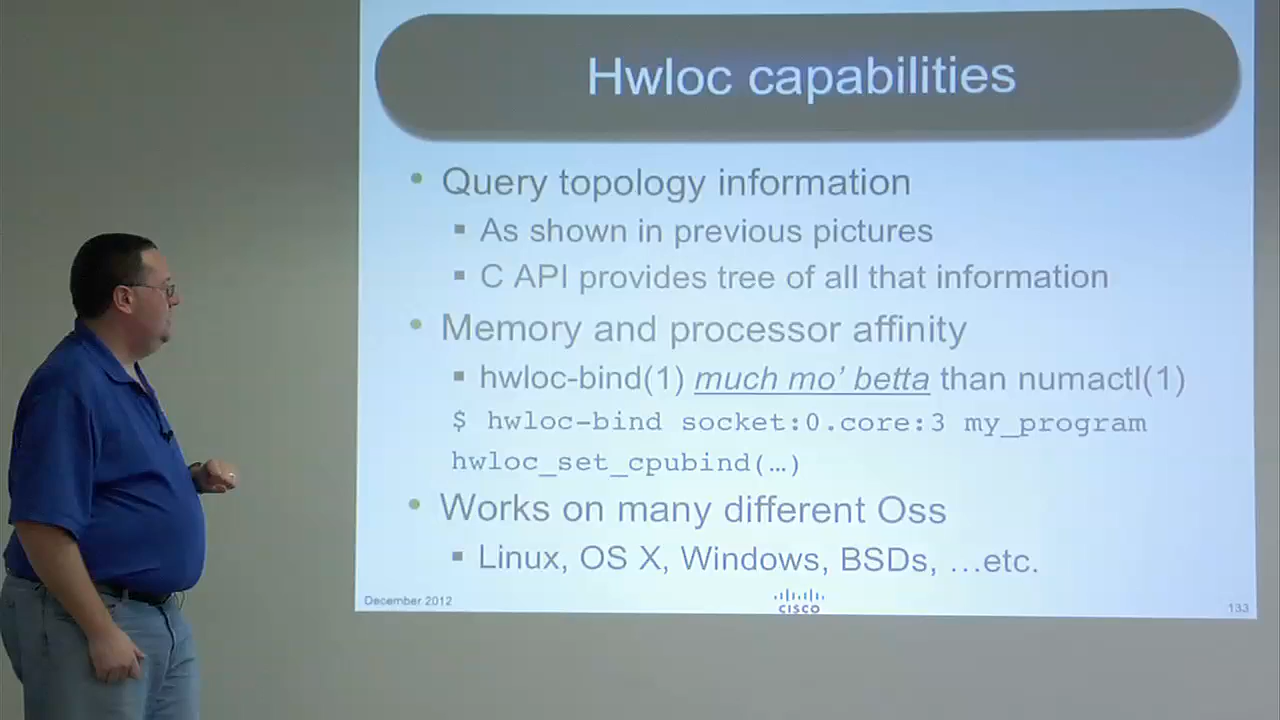 Hwloc capabilities
• Query topology information
▪ As shown in previous pictures
▪ C API provides tree of all that information
• Memory and processor affinity
▪ hwloc-bind(1) much mo’ betta than numactl(1)
$ hwloc-bind socket:0.core:3 my_program
hwloc_set_cpubind(…)
• Works on many different Oss
▪ Linux, OS X, Windows, BSDs, …etc.
December 2012
CISCO
133